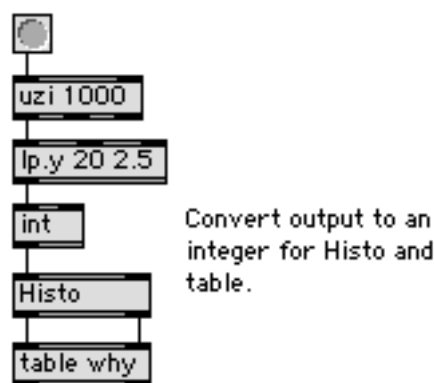 uzi 1000
lp.y 20 2.5
int
Convert output to an
integer for Histo and
table.
Histo
table why